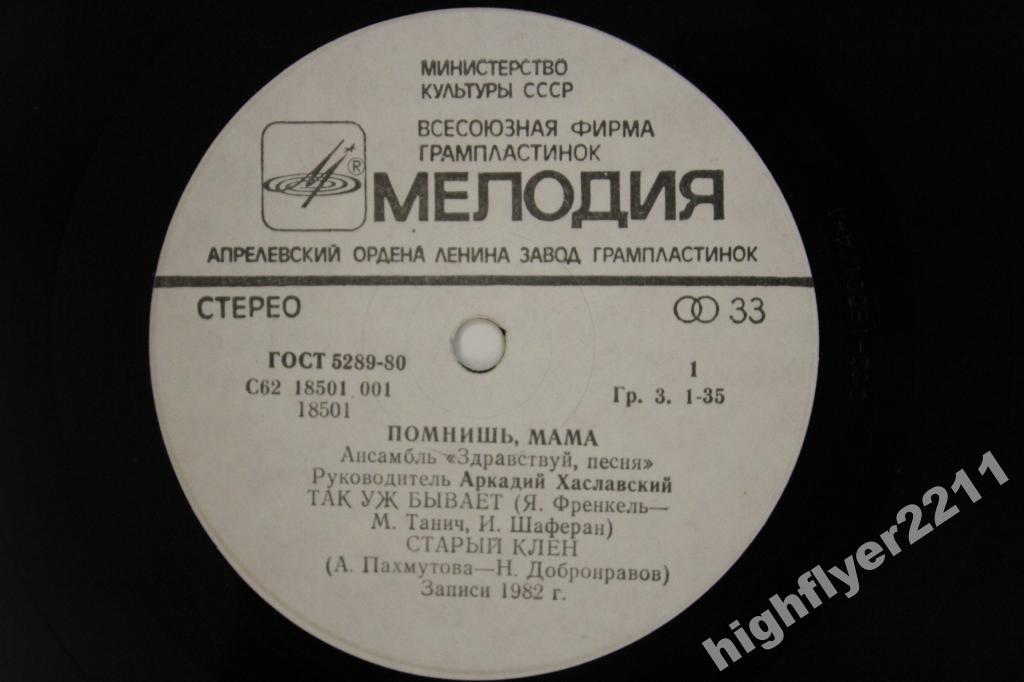 МИНИСТЕРСТВО
КУЛЬТУРЫ СССР
ВСЕСОЮЗНАЯ ФИРМА
ГРАМПЛАСТИНОК
®
МЕЛОДИЯ
АПРЕЛЕВСКИЙ ОРДЕНА ЛЕНИНА ЗАВОД ГРАМПЛАСТИНОК
СТЕРЕО
33
ГОСТ 5289-80
С62 18501 001
18501
1
Гр. 3. 1-35
ПОМНИШЬ, МАМА
Ансамбль «Здравствуй, песня»
Руководитель Аркадий Хаславский
ТАК УЖ БЫВАЕТ (Я. Френкель—
М. Танич, И. Шаферан)
СТАРЫЙ КЛЕН
(А. Пахмутова—Н. Добронравов)
Записи 1982 г.
highflyer2211